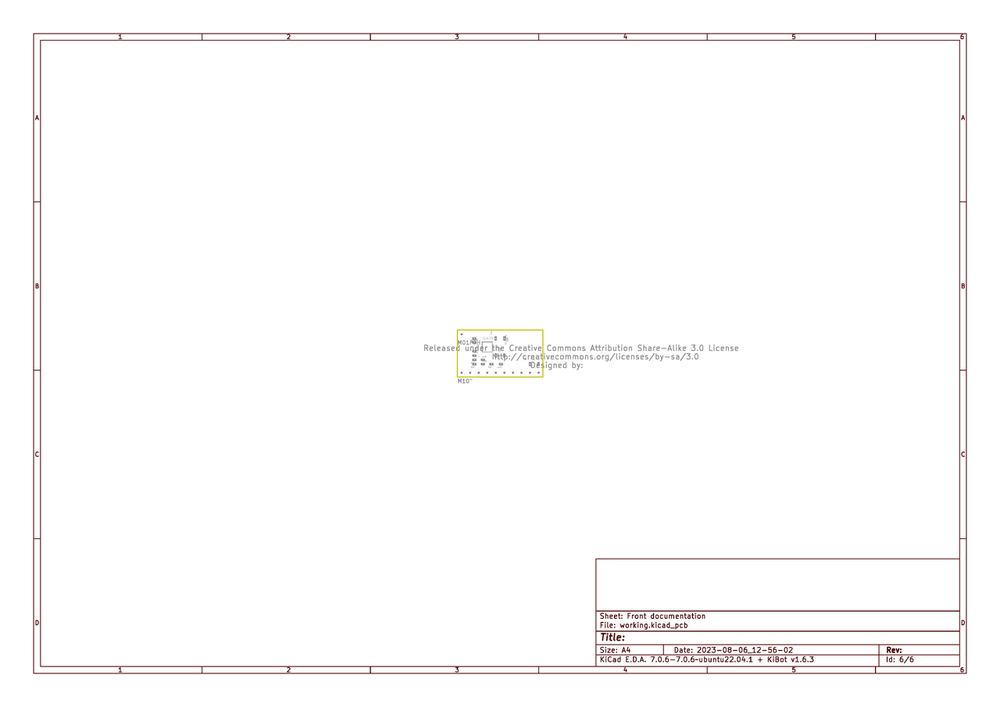 1 2 3 4 5 6
A A
Released under the Creative Commons Attribution Share-Alike 3.0 License
http://creativecommons.org/licenses/by-sa/3.0
Designed by:
B B
M10"
C C
Sheet: Front documentation
File: working.kicad_pcb
Title:
Size: A4 Date: 2023-08-06_12-56-02 Rev:
KiCad E.D.A. 7.0.6-7.0.6-ubuntu22.04.1 + KiBot v1.6.3 Id: 6/6
D D
1 2 3 4 5 6